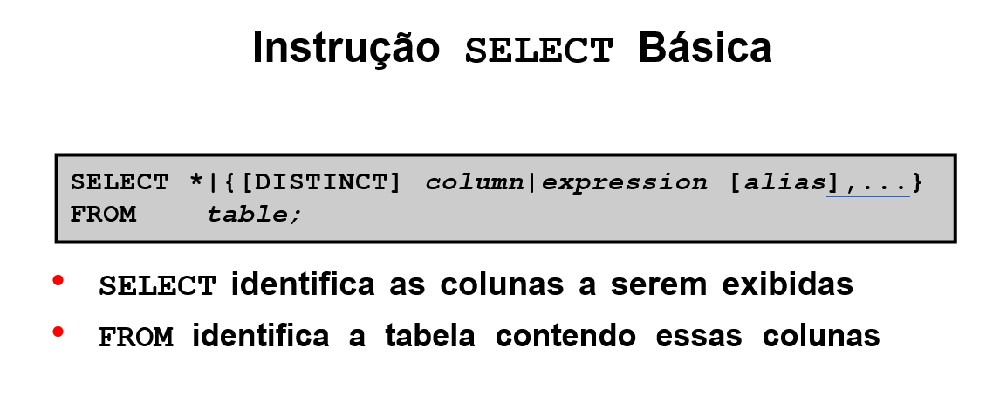 Instrução SELECT Básica
SELECT *|{[DISTINCT] column|expression [alias],...}
FROM table;
• SELECT identifica as colunas a serem exibidas
• FROM identifica a tabela contendo essas colunas